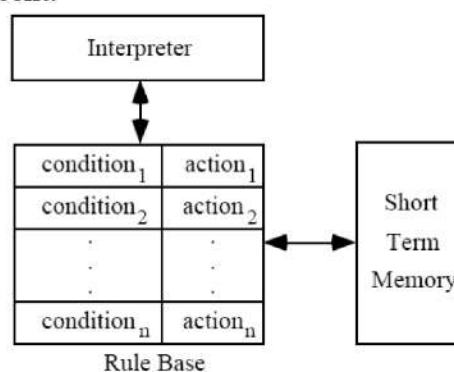 Interpreter
condition1 action1
condition2 action2
. .
. .
. .
conditionn actionn
Rule Base
Short
Term
Memory